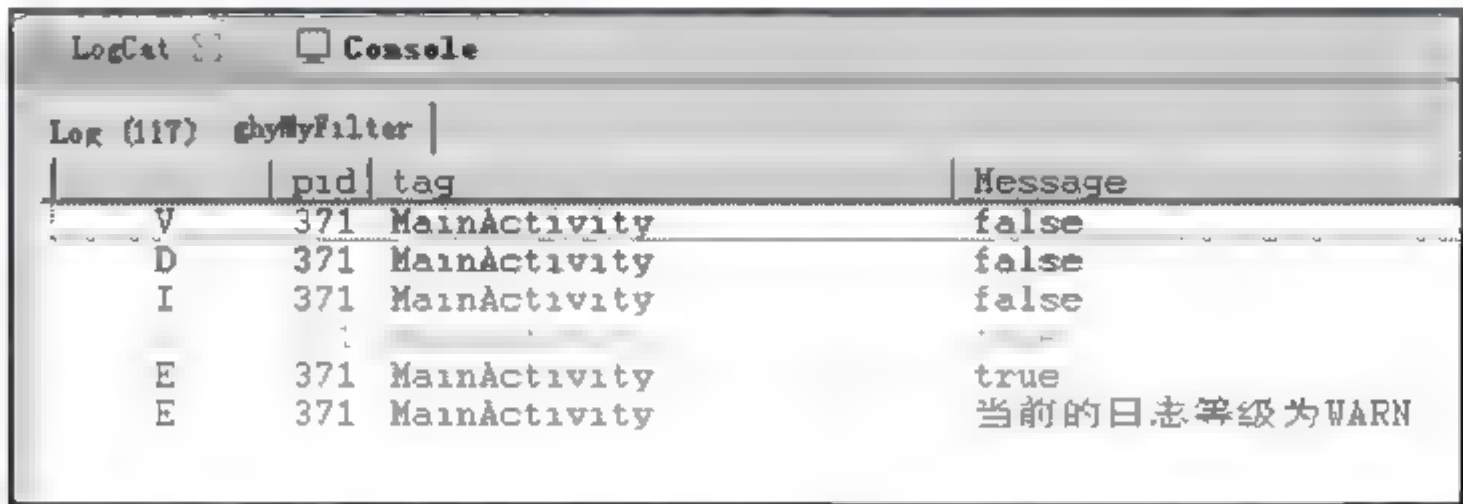 LogCat Console
Log (117) ghyMyFilter
pid tag Message
V 371 MainActivity false
D 371 MainActivity false
I 371 MainActivity false
E 371 MainActivity true
E 371 MainActivity 当前的日志等级为WARN